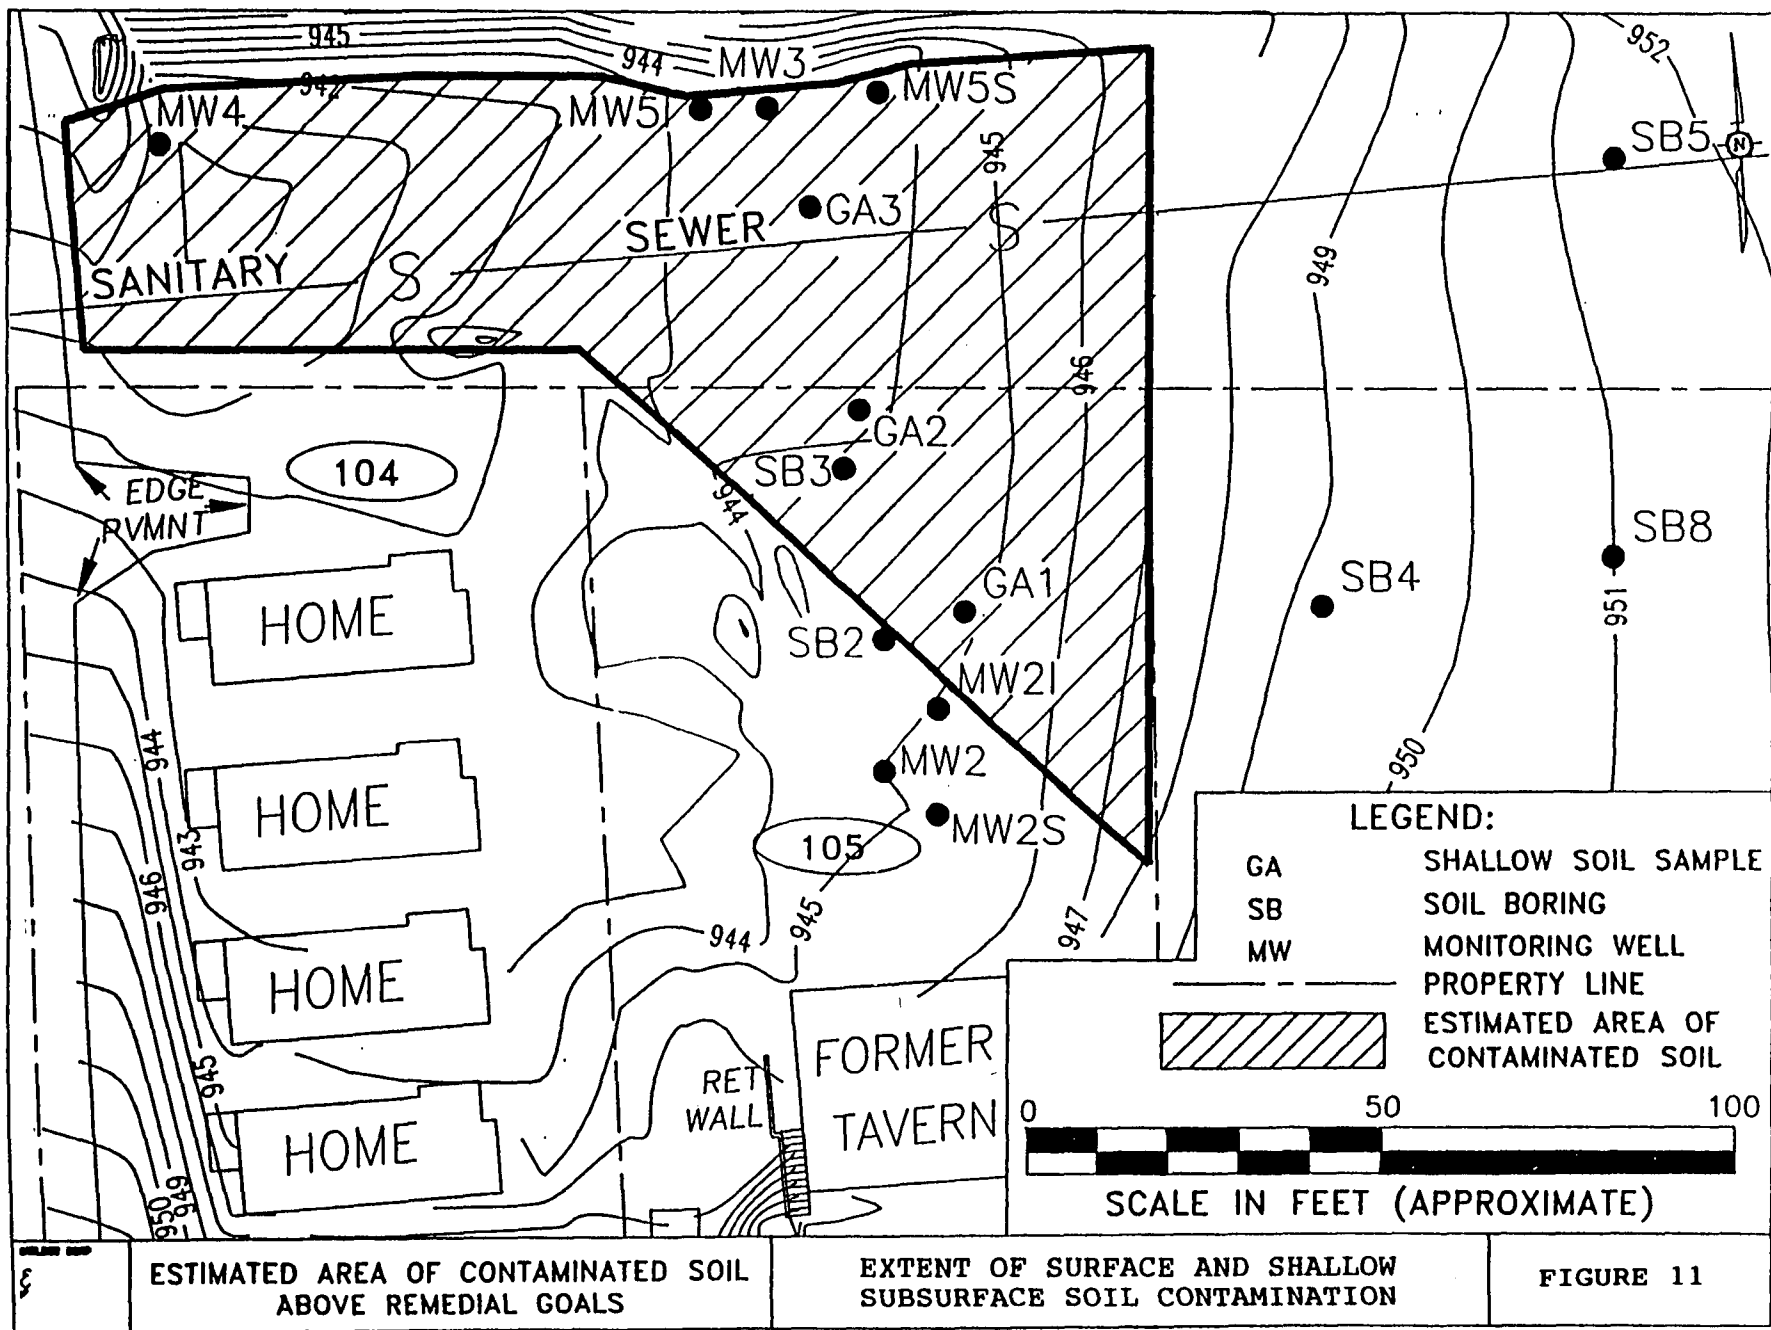 945
944
MW3
952
942
MW5
MW5S
MW4
945
SB5
N
GA3
SEWER
S
SANITARY
S
949
946
GA2
104
SB3
EDGE
PVMNT
944
SB8
GA1
SB4
HOME
951
SB2
MW2I
944
950
MW2
HOME
MW2S
LEGEND:
943
105
GA SHALLOW SOIL SAMPLE
946
SB SOIL BORING
944
945
947
MW MONITORING WELL
HOME
PROPERTY LINE
ESTIMATED AREA OF
CONTAMINATED SOIL
FORMER
TAVERN
945
RET
WALL
0 50 100
HOME
950
949
SCALE IN FEET (APPROXIMATE)
ESTIMATED AREA OF CONTAMINATED SOIL
ABOVE REMEDIAL GOALS
EXTENT OF SURFACE AND SHALLOW
SUBSURFACE SOIL CONTAMINATION
FIGURE 11